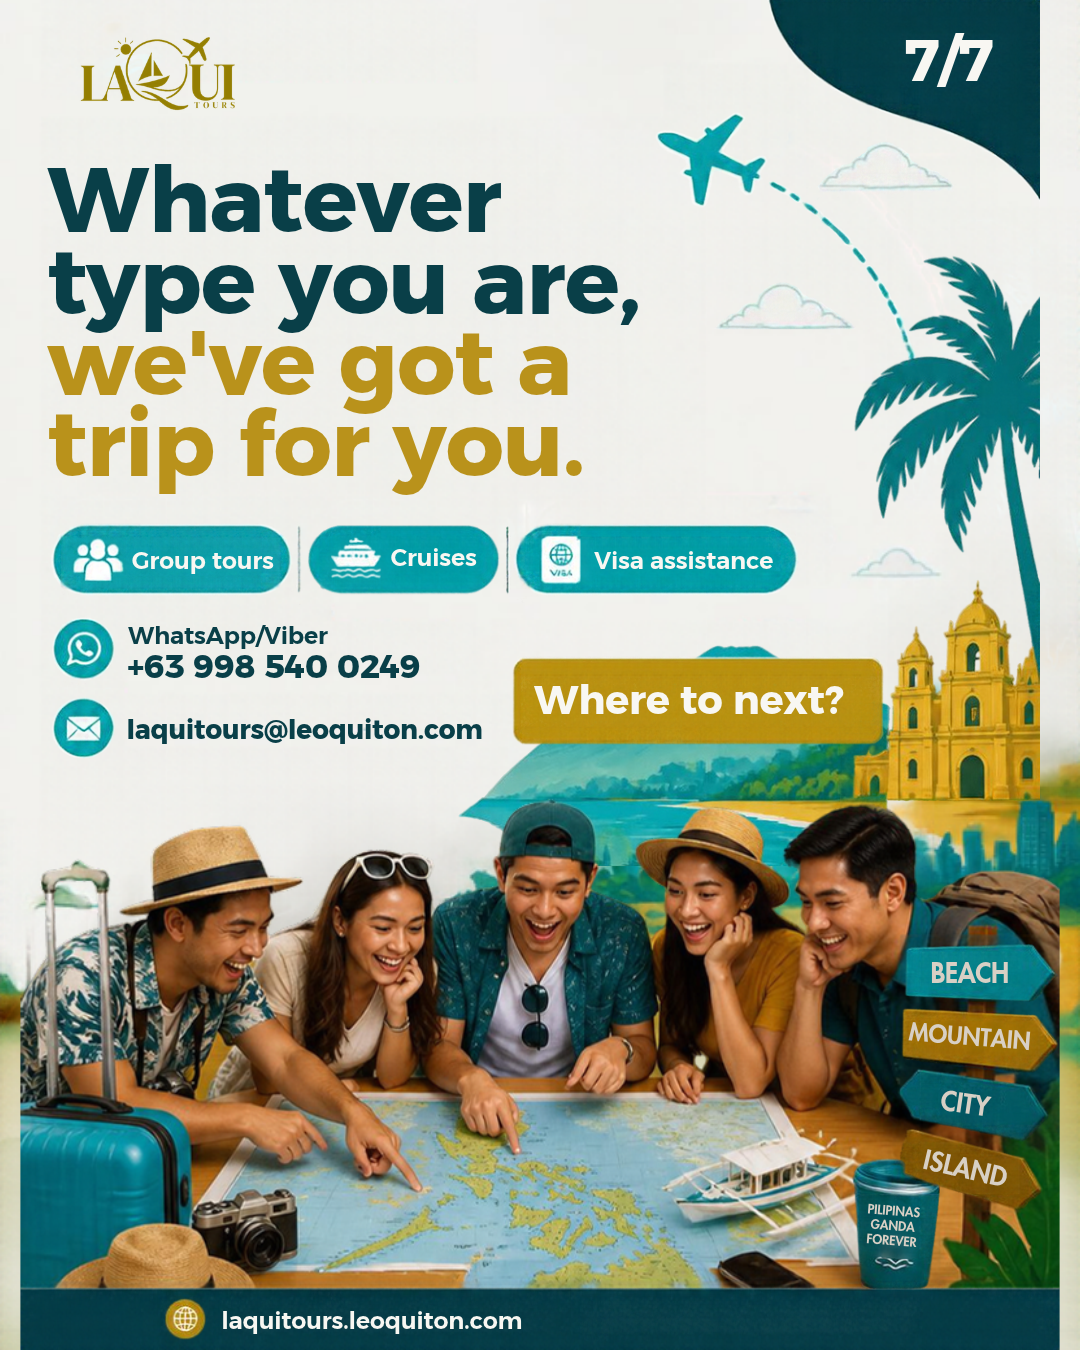 LAQUI
TOURS
7/7
Whatever
type you are,
we've got a
trip for you.
Group tours
Cruises
VISA
Visa assistance
WhatsApp/Viber
+63 998 540 0249
laquitours@leoquiton.com
Where to next?
BEACH
MOUNTAIN
CITY
ISLAND
PILIPINAS
GANDA
FOREVER
laquitours.leoquiton.com